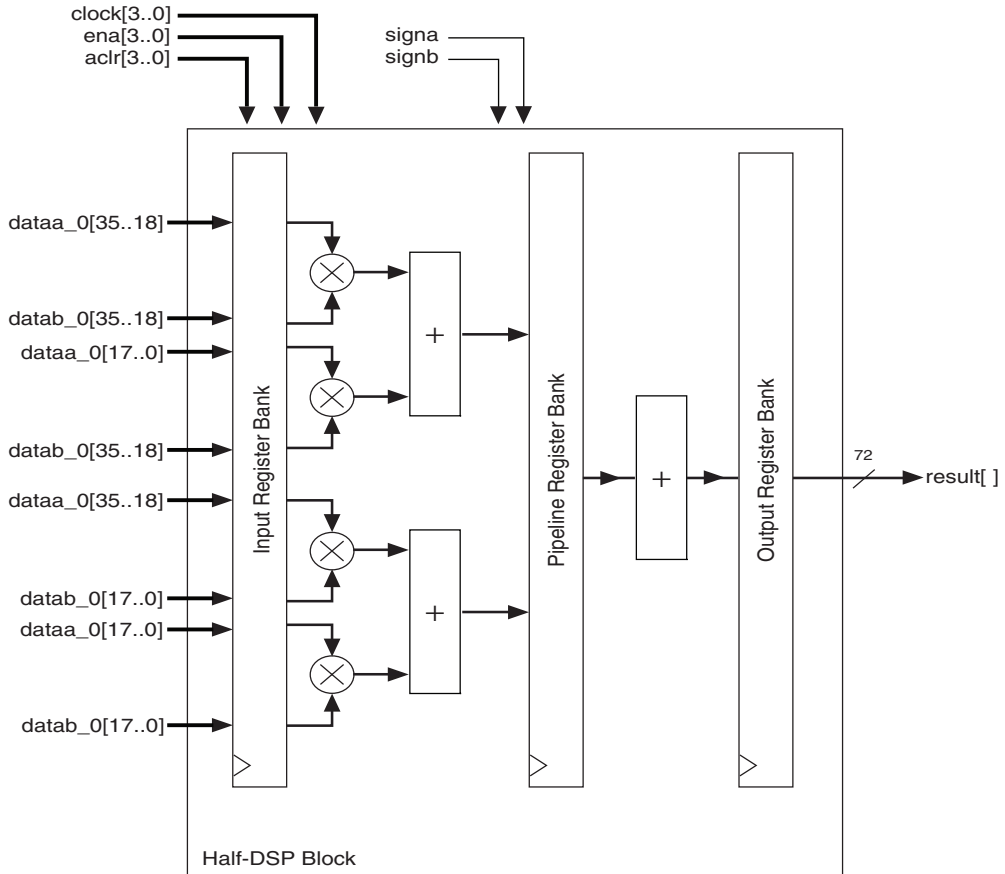 clock[3..0]
ena[3..0]
aclr[3..0]
signa
signb
dataa_0[35..18]
datab_0[35..18]
dataa_0[17..0]
datab_0[35..18]
dataa_0[35..18]
datab_0[17..0]
dataa_0[17..0]
datab_0[17..0]
Input Register Bank
+
+
Pipeline Register Bank
+
Output Register Bank
72
result[ ]
Half-DSP Block